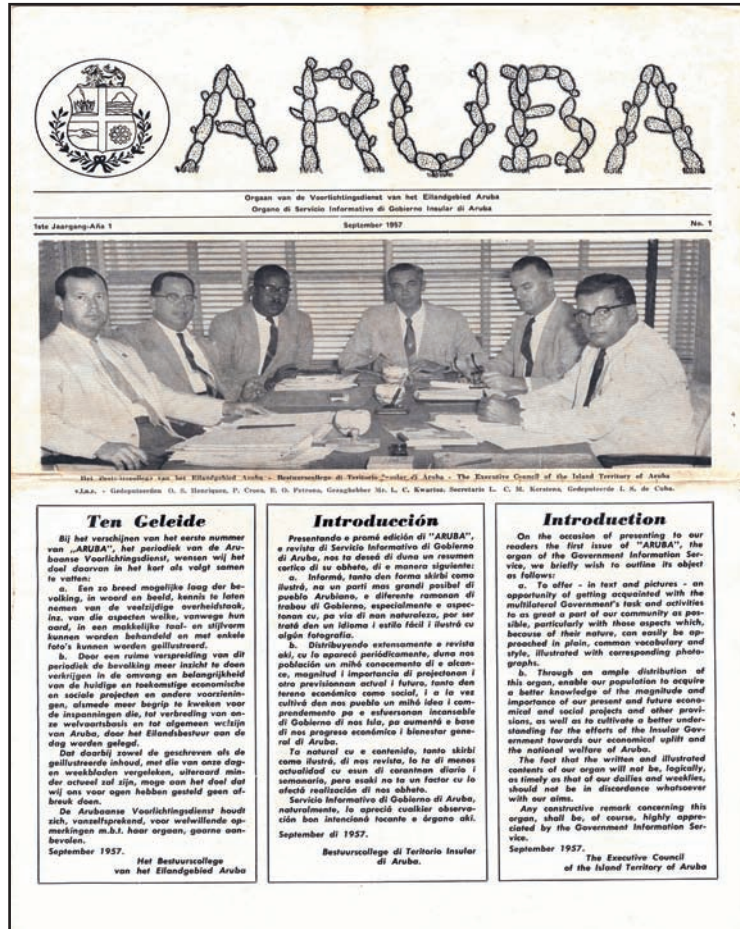 ARUBA
Orgaan van de Voorlichtingsdienst van het Eilandgebied Aruba
Organo di Servicio Informativo di Gobierno Insular di Aruba
1ste Jaargang-Aña 1 September 1957 No. 1
Het Bestuurscollege van het Eilandgebied Aruba - Bestuurscollege di Teritorio Insular di Aruba - The Executive Council of the Island Territory of Aruba
v.l.n.r. - Gedeputeerden O. S. Henriquez, P. Croes, E. O. Petronia, Gezaghebber Mr. L. C. Kwartsz, Secretaris L. C. M. Kerstens, Gedeputeerde I. S. de Cuba.
Ten Geleide
Bij het verschijnen van het eerste nummer
van „ARUBA", het periodiek van de Aru-
baanse Voorlichtingsdienst, wensen wij het
doel daarvan in het kort als volgt samen
te vatten:
a. Een zo breed mogelijke laag der be-
volking, in woord en beeld, kennis te laten
nemen van de veelzijdige overheidstaak,
inz. van die aspecten welke, vanwege hun
aard, in een makkelijke taal- en stijlvorm
kunnen worden behandeld en met enkele
foto's kunnen worden geïllustreerd.
b. Door een ruime verspreiding van dit
periodiek de bevolking meer inzicht te doen
verkrijgen in de omvang en belangrijkheid
van de huidige en toekomstige economische
en sociale projecten en andere voorzienin-
gen, alsmede meer begrip te kweken voor
de inspanningen die, tot verbreding van on-
ze welvaartsbasis en tot algemeen welzijn
van Aruba, door het Eilandsbestuur aan de
dag worden gelegd.
Dat daarbij zowel de geschreven als de
geïllustreerde inhoud, met die van onze dag-
en weekbladen vergeleken, uiteraard min-
der actueel zal zijn, moge aan het doel dat
wij ons voor ogen hebben gesteld geen af-
breuk doen.
De Arubaanse Voorlichtingsdienst houdt
zich, vanzelfsprekend, voor welwillende op-
merkingen m.b.t. haar orgaan, gaarne aan-
bevolen.
September 1957.
Het Bestuurscollege
van het Eilandgebied Aruba
Introducción
Presentando e promé edición di "ARUBA",
e revista di Servicio Informativo di Gobierno
di Aruba, nos ta deseá di duna un resumen
cortico di su obheto, di e manera siguiente:
a. Informá, tanto den forma skirbí como
ilustrá, na un parti mas grandi posibel di
pueblo Arubiano, e diferente ramonan di
trabou di Gobierno, especialmente e aspec-
tonan cu, pa via di nan naturaleza, por ser
tratá den un idioma i estilo fácil i ilustrá cu
algún fotografia.
b. Distribuyendo extensamente e revista
aki, cu lo aparecé periódicamente, duna nos
población un mihó conocemento di e alcan-
ce, magnitud i importancia di projectonan i
otro previsionnan actual i futuro, tanto den
tereno económico como social, i a la vez
cultivá den nos pueblo un mihó idea i com-
prendemento pa e esfuersonan incansable
di Gobierno di nos Isla, pa aumentá e base
di nos progreso económico i bienestar gene-
ral di Aruba.
Ta natural cu e contenido, tanto skirbí
como ilustrá, di nos revista, lo ta di menos
actualidad cu esun di corantnan diario i
semanario, pero esaki no ta un factor cu lo
afectá realización di nos obheto.
Servicio Informativo di Gobierno di Aruba,
naturalmente, lo apreciá cualkier observa-
ción bon intencioná tocante e órgano aki.
September di 1957.
Bestuurscollege di Teritorio Insular
di Aruba.
Introduction
On the occasion of presenting to our
readers the first issue of "ARUBA", the
organ of the Government Information Ser-
vice, we briefly wish to outline its object
as follows:
a. To offer - in text and pictures - an
opportunity of getting acquainted with the
multilateral Government's task and activities
to as great a part of our community as pos-
sible, particularly with those aspects which,
because of their nature, can easily be ap-
proached in plain, common vocabulary and
style, illustrated with corresponding photo-
graphs.
b. Through an ample distribution of
this organ, enable our population to acquire
a better knowledge of the magnitude and
importance of our present and future econo-
mical and social projects and other provi-
sions, as well as to cultivate a better under-
standing for the efforts of the Insular Gov-
ernment towards our economical uplift and
the national welfare of Aruba.
The fact that the written and illustrated
contents of our organ will not be, logically,
as timely as that of our dailies and weeklies,
should not be in discordance whatsoever
with our aims.
Any constructive remark concerning this
organ, shall be, of course, highly appre-
ciated by the Government Information Ser-
vice.
September 1957.
The Executive Council
of the Island Territory of Aruba